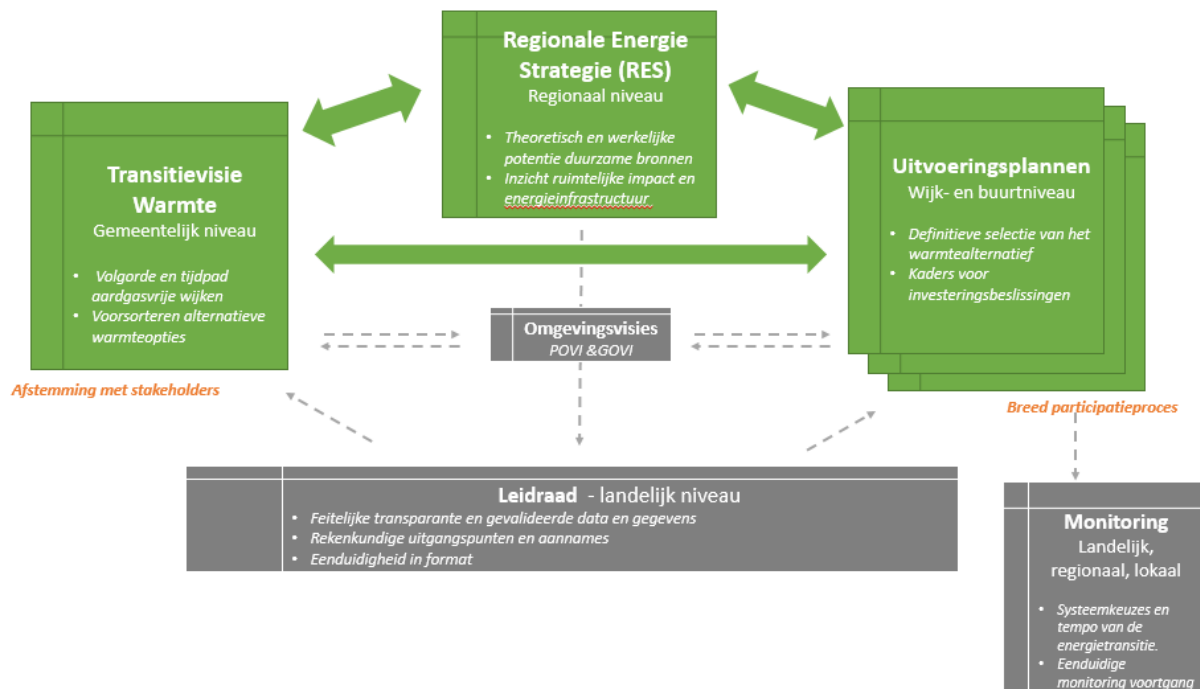 Regionale Energie
Strategie (RES)
Regionaal niveau
• Theoretisch en werkelijke
potentie duurzame bronnen
• Inzicht ruimtelijke impact en
energieinfrastructuur
Transitievisie
Warmte
Gemeentelijk niveau
• Volgorde en tijdpad
aardgasvrije wijken
• Voorsorteren alternatieve
warmteopties
Afstemming met stakeholders
Uitvoeringsplannen
Wijk- en buurtniveau
• Definitieve selectie van het
warmtealternatief
• Kaders voor
investeringsbeslissingen
Breed participatieproces
Omgevingsvisies
POVI &GOVI
Leidraad - landelijk niveau
• Feitelijke transparante en gevalideerde data en gegevens
• Rekenkundige uitgangspunten en aannames
• Eenduidigheid in format
Monitoring
Landelijk,
regionaal, lokaal
• Systeemkeuzes en
tempo van de
energietransitie.
• Eenduidige
monitoring voortgang